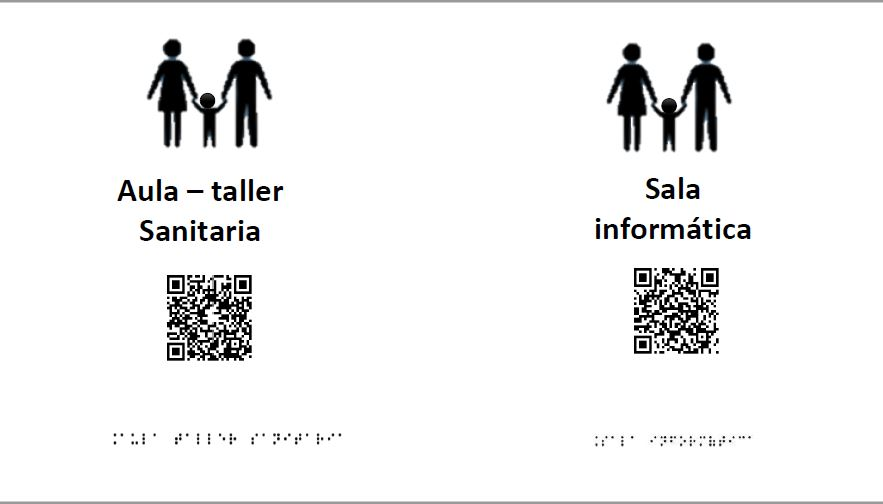 Aula – taller
Sanitaria
⠨⠁⠥⠇⠁ ⠞⠁⠇⠇⠑⠗ ⠎⠁⠝⠊⠞⠁⠗⠊⠁
Sala
informática
⠨⠎⠁⠇⠁ ⠊⠝⠋⠕⠗⠍⠷⠞⠊⠉⠁